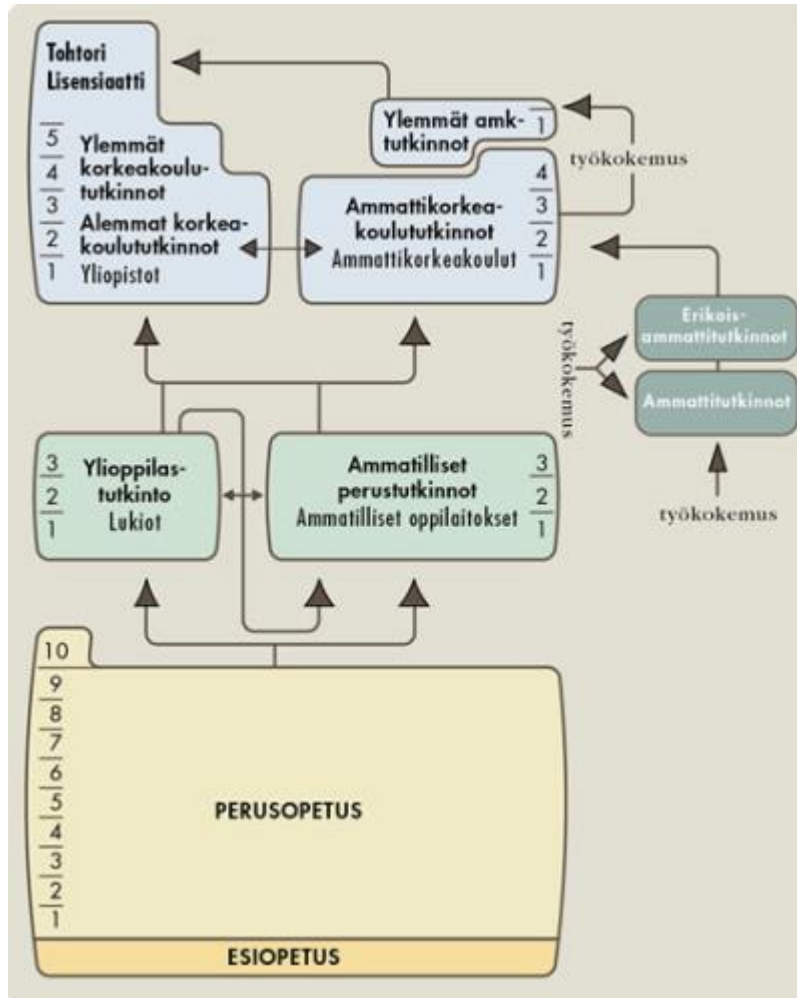 Tohtori
Lisensiaatti
5
4
3
2
1
Ylemmät
korkeakoulu-
tutkinnot
Alemmat korkea-
koulututkinnot
Yliopistot
Ylemmät amk-
tutkinnot
1
työkokemus
Ammattikorkea-
koulututkinnot
Ammattikorkeakoulut
4
3
2
1
Erikois-
ammattitutkinnot
työkokemus
Ammattitutkinnot
työkokemus
3
2
1
Ylioppilas-
tutkinto
Lukiot
Ammatilliset
perustutkinnot
Ammatilliset oppilaitokset
3
2
1
10
9
8
7
6
5
4
3
2
1
PERUSOPETUS
ESIOPETUS